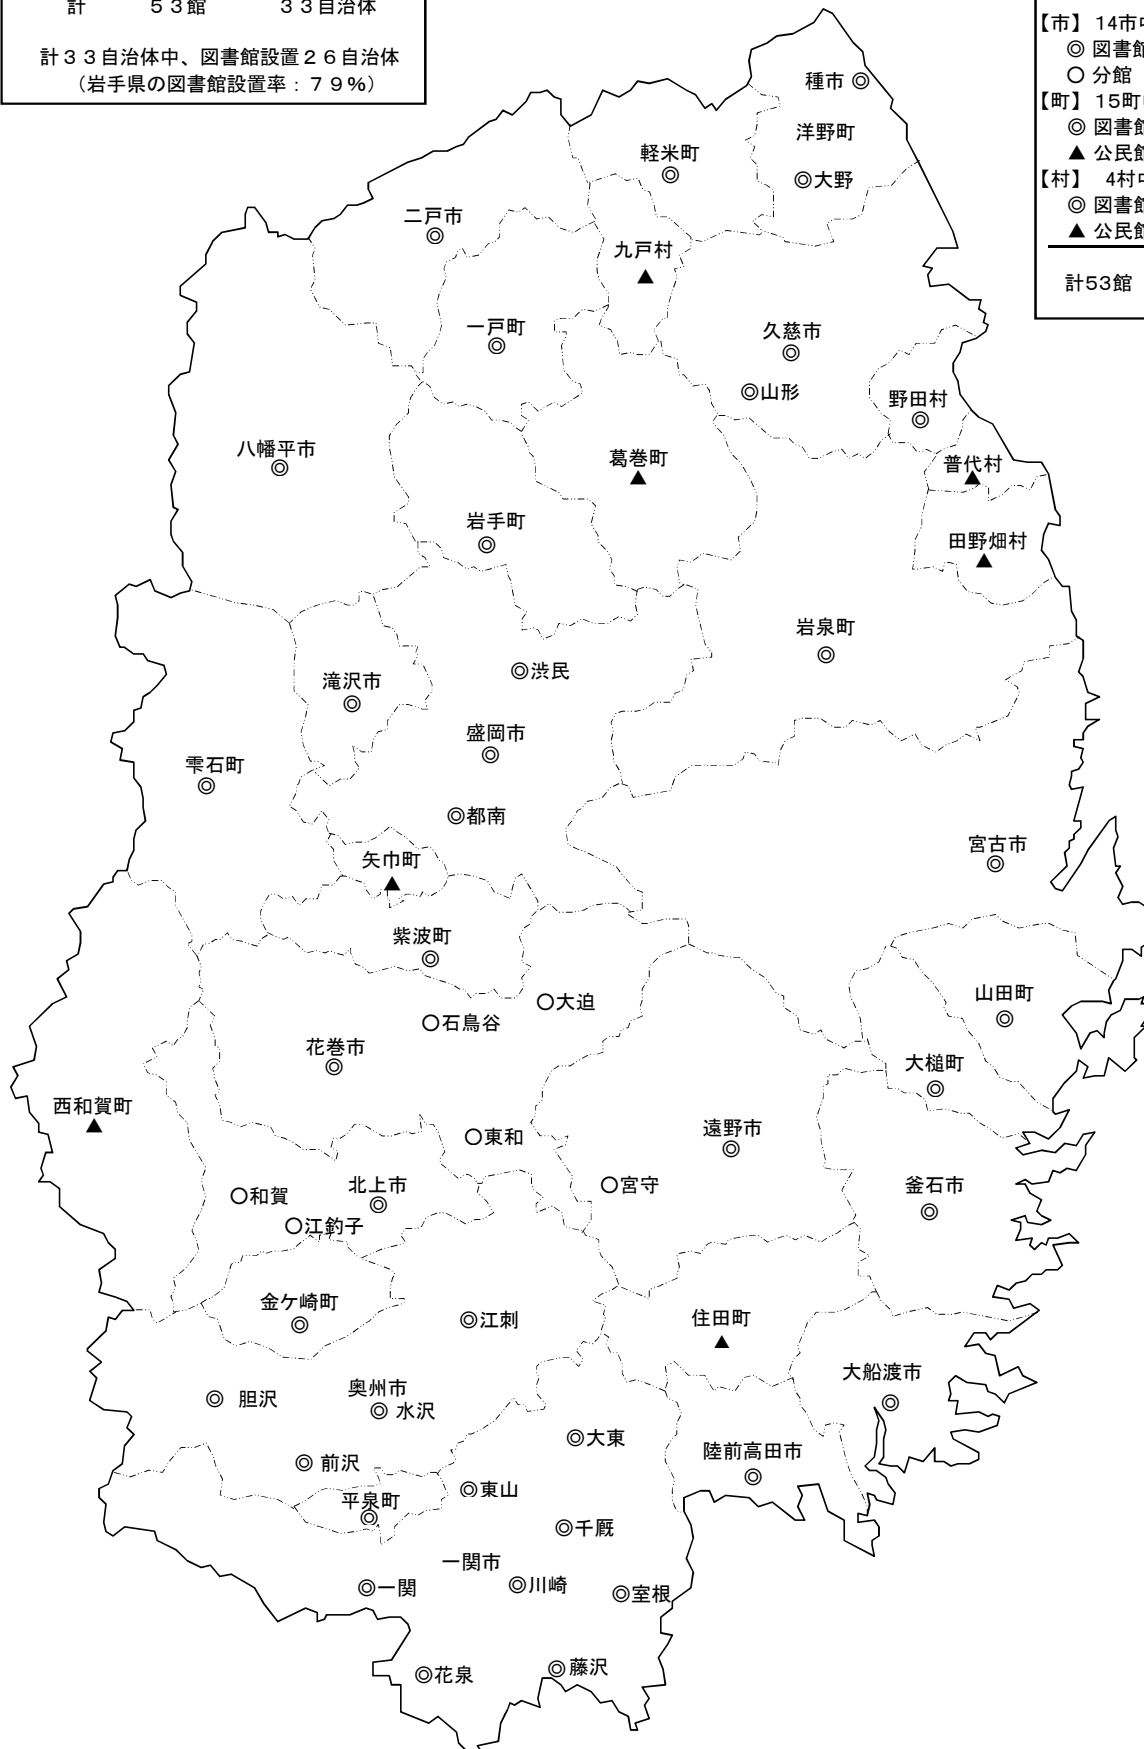 計　５３館　３３自治体
計３３自治体中、図書館設置２６自治体
（岩手県の図書館設置率：７９％）
【市】 14市
◎ 図書館
○ 分館
【町】 15町
◎ 図書館
▲ 公民館
【村】 4村
◎ 図書館
▲ 公民館
計53館
種市 ◎
洋野町
◎大野
軽米町
◎
二戸市
◎
九戸村
▲
一戸町
◎
久慈市
◎
◎山形
野田村
◎
八幡平市
◎
葛巻町
▲
普代村
▲
岩手町
◎
田野畑村
▲
岩泉町
◎
◎渋民
滝沢市
◎
盛岡市
◎
雫石町
◎
◎都南
宮古市
◎
矢巾町
▲
紫波町
◎
○大迫
山田町
◎
○石鳥谷
花巻市
◎
大槌町
◎
西和賀町
▲
○東和
遠野市
◎
○宮守
北上市
◎
○和賀
○江釣子
釜石市
◎
金ケ崎町
◎
◎江刺
住田町
▲
大船渡市
◎
奥州市
◎ 水沢
◎ 胆沢
◎大東
陸前高田市
◎
◎ 前沢
◎東山
平泉町
◎
◎千厩
一関市
◎一関
◎川崎
◎室根
◎花泉
◎藤沢